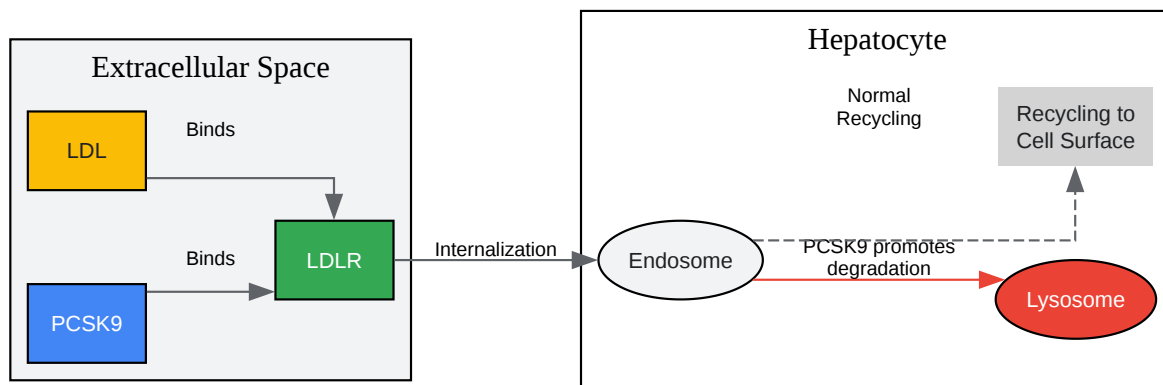 Extracellular Space
Hepatocyte
LDL
Binds
Normal
Recycling
Recycling to
Cell Surface
Binds
LDLR
Internalization
Endosome
PCSK9 promotes
degradation
PCSK9
Lysosome